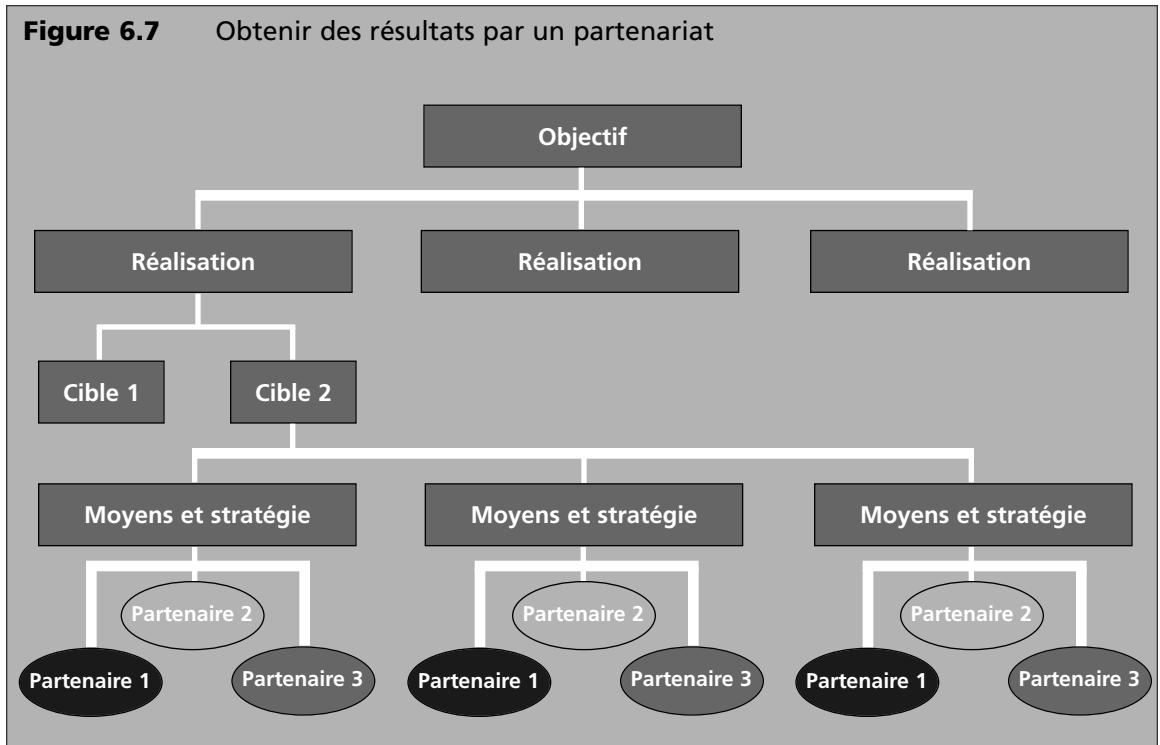 Figure 6.7 Obtenir des résultats par un partenariat
Objectif
Réalisation
Réalisation
Réalisation
Cible 1
Cible 2
Moyens et stratégie
Moyens et stratégie
Moyens et stratégie
Partenaire 2
Partenaire 2
Partenaire 2
Partenaire 1
Partenaire 3
Partenaire 1
Partenaire 3
Partenaire 1
Partenaire 3